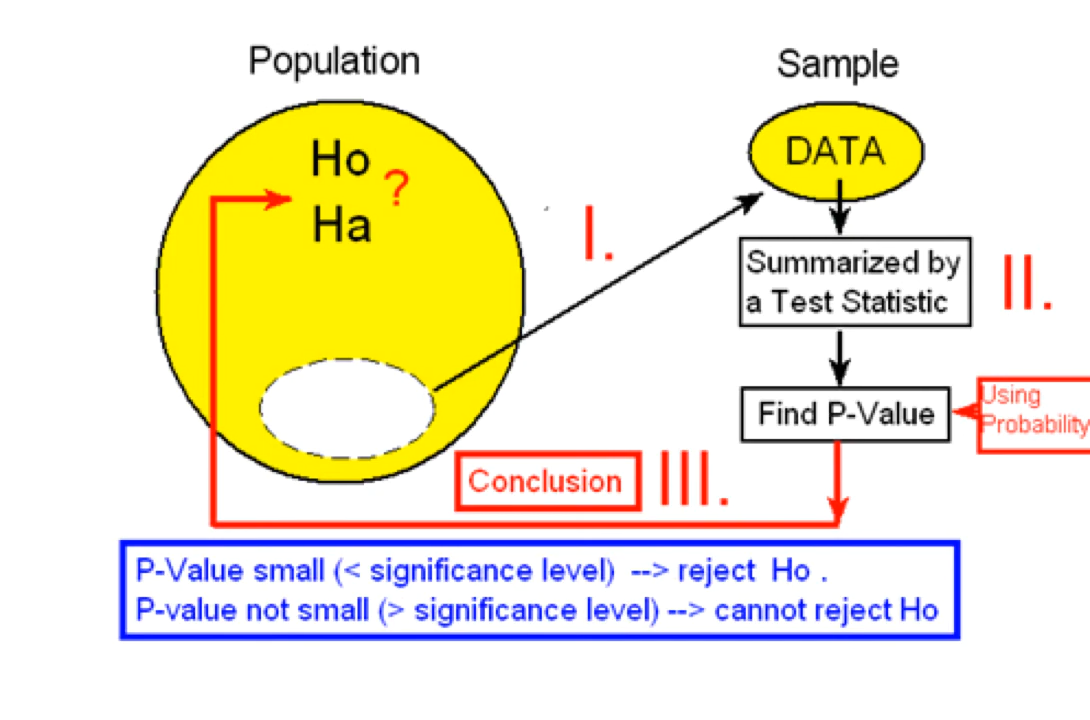 Population
Sample
Ho
?
Ha
DATA
I.
Summarized by
a Test Statistic
II.
Find P-Value
Using
Probability
Conclusion
III.
P-Value small (< significance level)  --> reject  Ho .
P-value not small (> significance level) --> cannot reject Ho